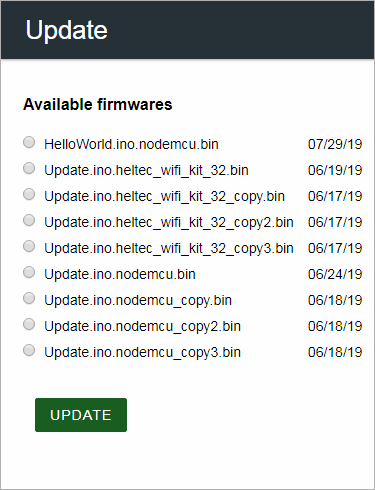 Update
Available firmwares
HelloWorld.ino.nodemcu.bin 07/29/19
Update.ino.heltec_wifi_kit_32.bin 06/19/19
Update.ino.heltec_wifi_kit_32_copy.bin 06/17/19
Update.ino.heltec_wifi_kit_32_copy2.bin 06/17/19
Update.ino.heltec_wifi_kit_32_copy3.bin 06/17/19
Update.ino.nodemcu.bin 06/24/19
Update.ino.nodemcu_copy.bin 06/18/19
Update.ino.nodemcu_copy2.bin 06/18/19
Update.ino.nodemcu_copy3.bin 06/18/19
UPDATE